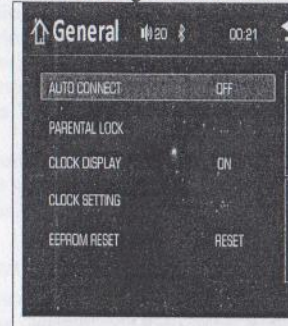 General 20 00:21
AUTO CONNECT OFF
PARENTAL LOCK
CLOCK DISPLAY ON
CLOCK SETTING
EEPROM RESET RESET